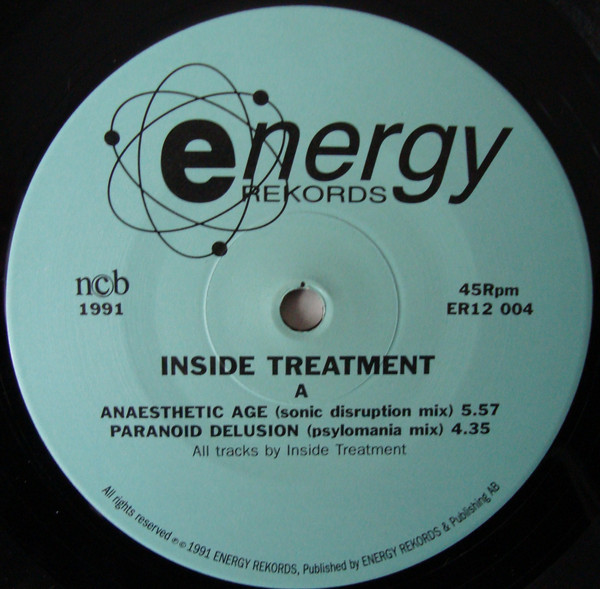 energy
REKORDS
ncb
1991
45Rpm
ER12 004
INSIDE TREATMENT
A
ANAESTHETIC AGE (sonic disruption mix) 5.57
PARANOID DELUSION (psylomania mix) 4.35
All tracks by Inside Treatment
All rights reserved ℗ © 1991 ENERGY REKORDS, Published by ENERGY REKORDS & Publishing AB